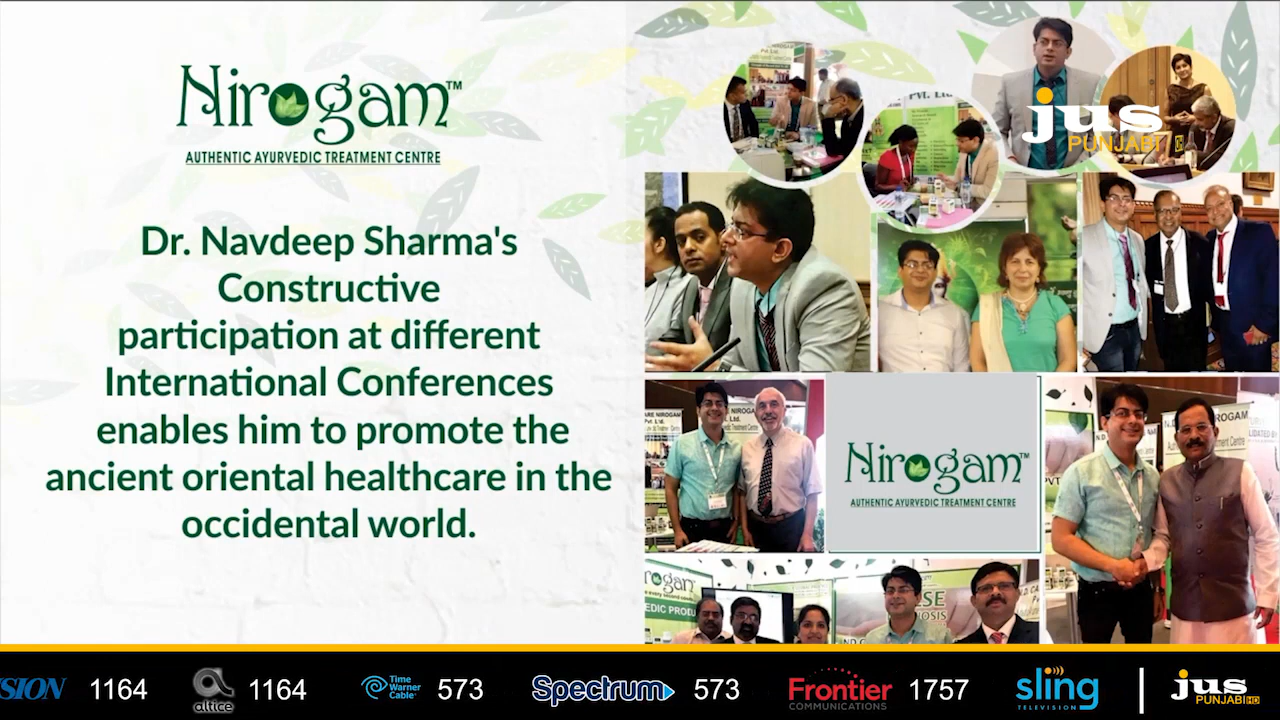 Nirogam™
AUTHENTIC AYURVEDIC TREATMENT CENTRE
Dr. Navdeep Sharma's
Constructive
participation at different
International Conferences
enables him to promote the
ancient oriental healthcare in the
occidental world.
jus
PUNJABI HD
Nirogam™
AUTHENTIC AYURVEDIC TREATMENT CENTRE
SION 1164 altice 1164 Time Warner Cable 573 Spectrum 573 Frontier COMMUNICATIONS 1757 sling TELEVISION | jus PUNJABI HD